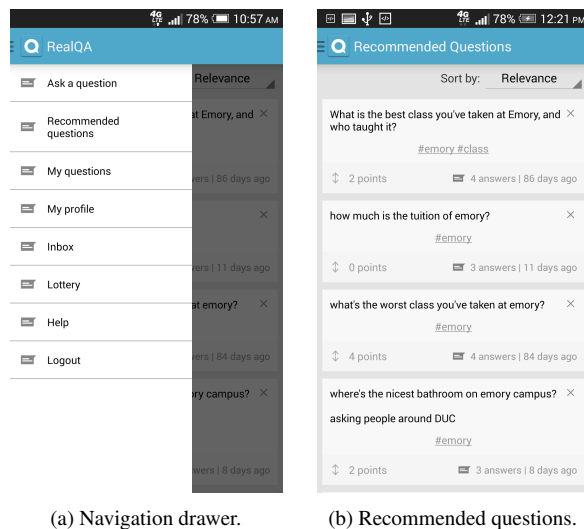 4G LTE 78% 10:57 AM
RealQA
Ask a question
Recommended
questions
My questions
My profile
Inbox
Lottery
Help
Logout
Relevance
at Emory, and ×
ers | 86 days ago
×
ers | 11 days ago
at emory? ×
ers | 84 days ago
ory campus? ×
wers | 8 days ago
(a) Navigation drawer.
4G LTE 78% 12:21 PM
Recommended Questions
Sort by: Relevance
What is the best class you've taken at Emory, and ×
who taught it?
#emory #class
2 points 4 answers | 86 days ago
how much is the tuition of emory? ×
#emory
0 points 3 answers | 11 days ago
what's the worst class you've taken at emory? ×
#emory
4 points 4 answers | 84 days ago
where's the nicest bathroom on emory campus? ×
asking people around DUC
#emory
2 points 3 answers | 8 days ago
(b) Recommended questions.